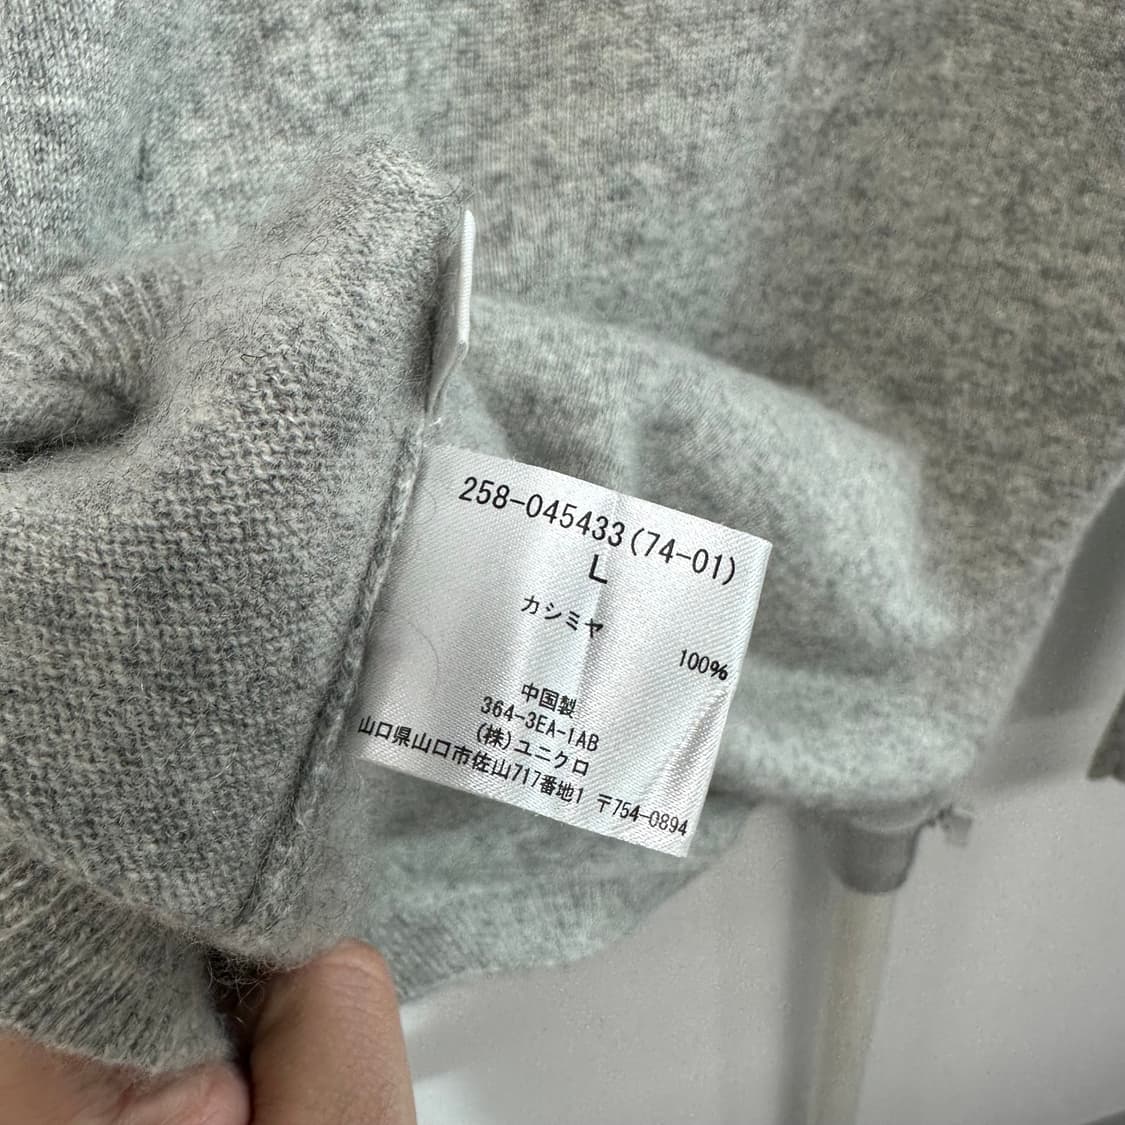 258-045433(74-01)
L
カシミヤ
100%
中国製
364-3EA-1AB
(株)ユニクロ
山口県山口市佐山717番地1 〒754-0894